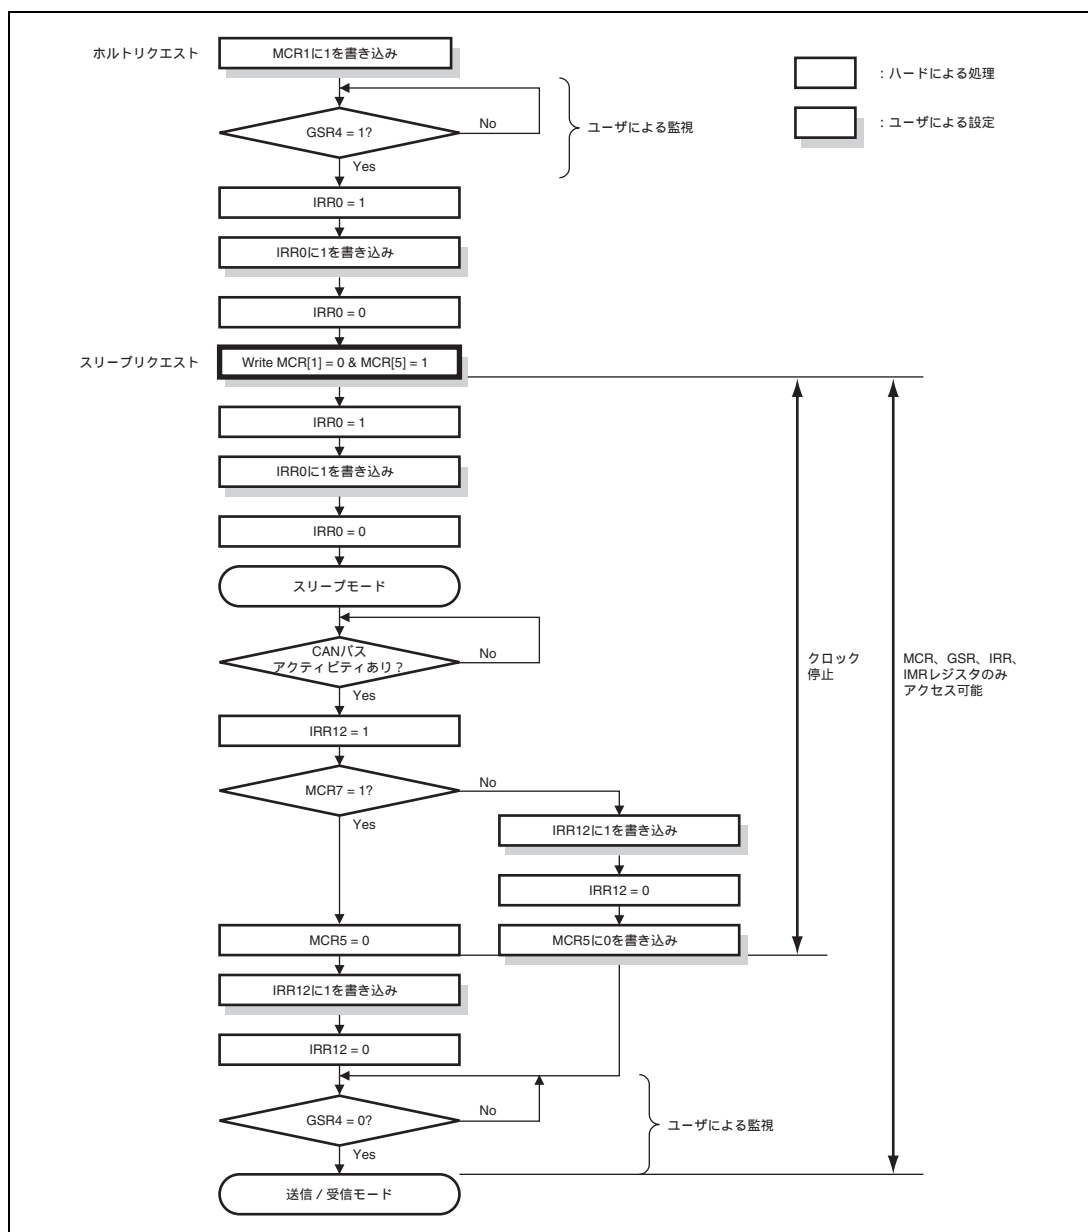 ホルトリクエスト
MCR1に1を書き込み
: ハードによる処理
: ユーザによる設定
GSR4 = 1?
No
Yes
ユーザによる監視
IRR0 = 1
IRR0に1を書き込み
IRR0 = 0
スリープリクエスト
Write MCR[1] = 0 & MCR[5] = 1
IRR0 = 1
IRR0に1を書き込み
IRR0 = 0
スリープモード
CANバス
アクティビティあり?
No
Yes
クロック
停止
MCR、GSR、IRR、
IMRレジスタのみ
アクセス可能
IRR12 = 1
MCR7 = 1?
No
Yes
IRR12に1を書き込み
IRR12 = 0
MCR5 = 0
MCR5に0を書き込み
IRR12に1を書き込み
IRR12 = 0
GSR4 = 0?
No
Yes
ユーザによる監視
送信 / 受信モード